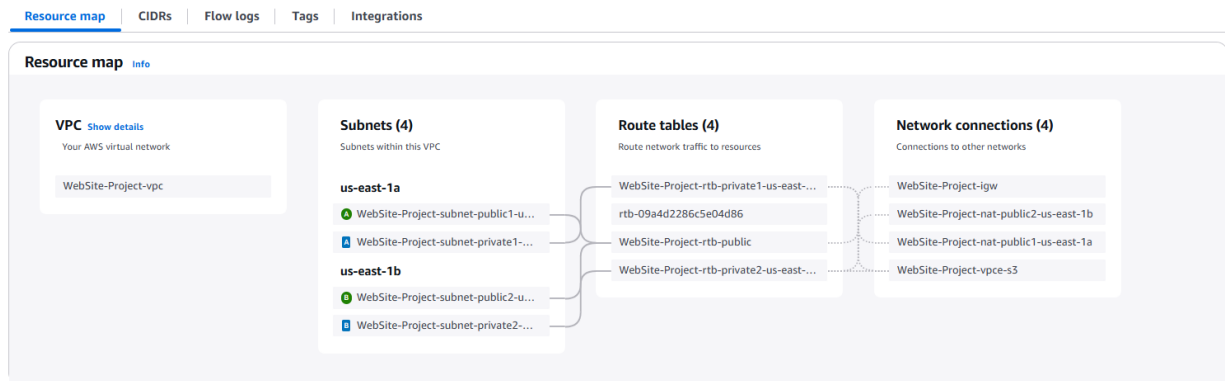 Resource map
CIDRs
Flow logs
Tags
Integrations
Resource map Info
VPC Show details
Your AWS virtual network
WebSite-Project-vpc
Subnets (4)
Subnets within this VPC
us-east-1a
A WebSite-Project-subnet-public1-u...
A WebSite-Project-subnet-private1-...
us-east-1b
B WebSite-Project-subnet-public2-u...
B WebSite-Project-subnet-private2-...
Route tables (4)
Route network traffic to resources
WebSite-Project-rtb-private1-us-east-...
rtb-09a4d2286c5e04d86
WebSite-Project-rtb-public
WebSite-Project-rtb-private2-us-east-...
Network connections (4)
Connections to other networks
WebSite-Project-igw
WebSite-Project-nat-public2-us-east-1b
WebSite-Project-nat-public1-us-east-1a
WebSite-Project-vpce-s3